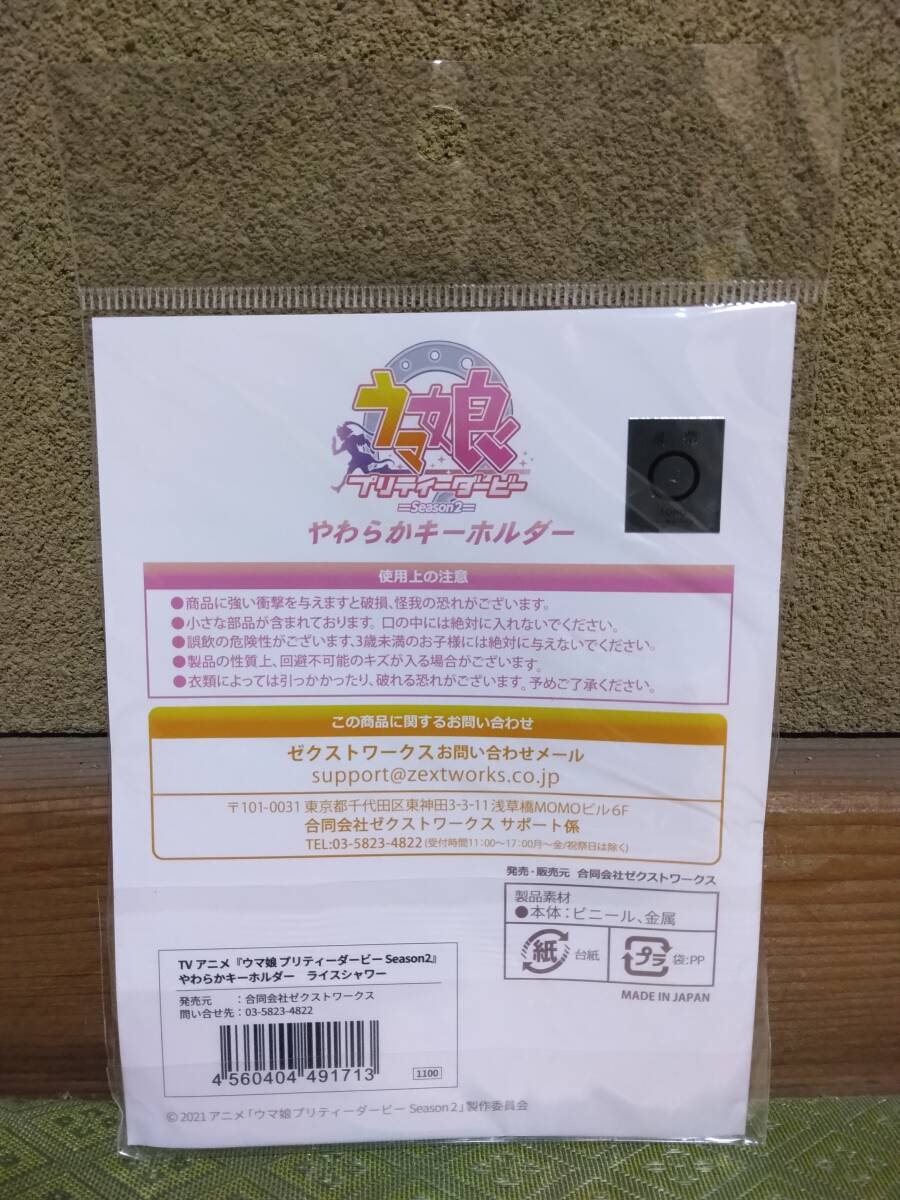 ウマ娘
プリティーダービー
=Season2=
やわらかキーホルダー
使用上の注意
●商品に強い衝撃を与えますと破損、怪我の恐れがございます。
●小さな部品が含まれております。口の中には絶対に入れないでください。
●誤飲の危険性がございます、3歳未満のお子様には絶対に与えないでください。
●製品の性質上、回避不可能のキズが入る場合がございます。
●衣類によっては引っかかったり、破れる恐れがございます。予めご了承ください。
この商品に関するお問い合わせ
ゼクストワークスお問い合わせメール
support@zextworks.co.jp
〒101-0031 東京都千代田区東神田3-3-11 浅草橋MOMOビル6F
合同会社ゼクストワークス サポート係
TEL:03-5823-4822 (受付時間11:00～17:00月～金/祝祭日は除く)
発売・販売元 合同会社ゼクストワークス
製品素材
●本体：ビニール、金属
紙 台紙
プラ 袋:PP
MADE IN JAPAN
TV アニメ『ウマ娘 プリティーダービー Season2』
やわらかキーホルダー ライスシャワー
発売元 ：合同会社ゼクストワークス
問い合せ先：03-5823-4822
4 560404 491713
1100
© 2021 アニメ「ウマ娘 プリティーダービー Season 2」製作委員会